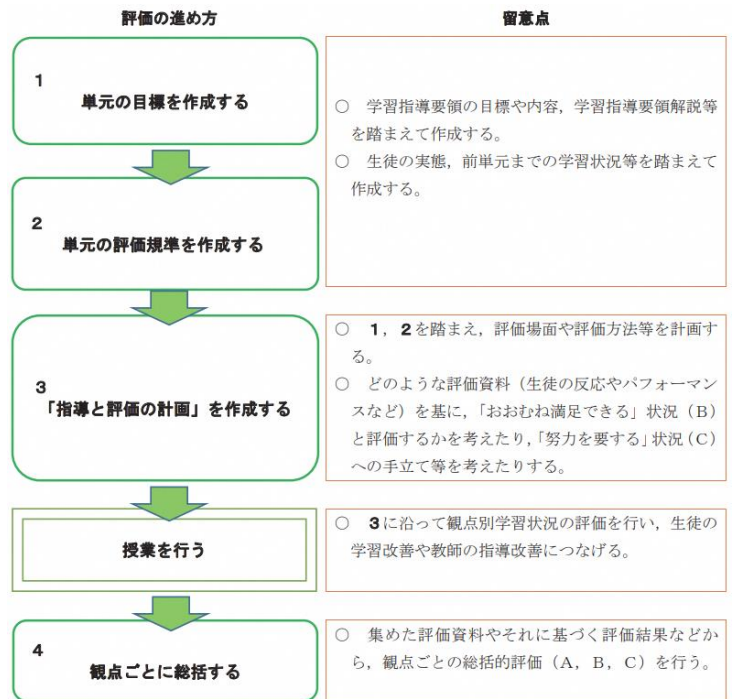 評価の進め方
留意点
1
単元の目標を作成する
○　学習指導要領の目標や内容，学習指導要領解説等
を踏まえて作成する。
○　生徒の実態，前単元までの学習状況等を踏まえて
作成する。
2
単元の評価規準を作成する
3
「指導と評価の計画」を作成する
○　1，2を踏まえ，評価場面や評価方法等を計画す
る。
○　どのような評価資料（生徒の反応やパフォーマン
スなど）を基に，「おおむね満足できる」状況（B）
と評価するかを考えたり，「努力を要する」状況（C）
への手立て等を考えたりする。
授業を行う
○　3に沿って観点別学習状況の評価を行い，生徒の
学習改善や教師の指導改善につなげる。
4
観点ごとに総括する
○　集めた評価資料やそれに基づく評価結果などか
ら，観点ごとの総括的評価（A，B，C）を行う。